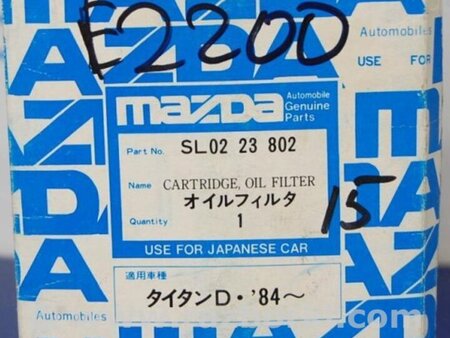 E2200
Automobiles
USE FOR
mazda
Automobile
Genuine
Parts
Part No. SL02 23 802
Name CARTRIDGE, OIL FILTER
オイルフィルタ
Quantity 1
15
USE FOR JAPANESE CAR
適用車種
タイタンD・'84～
Automobiles